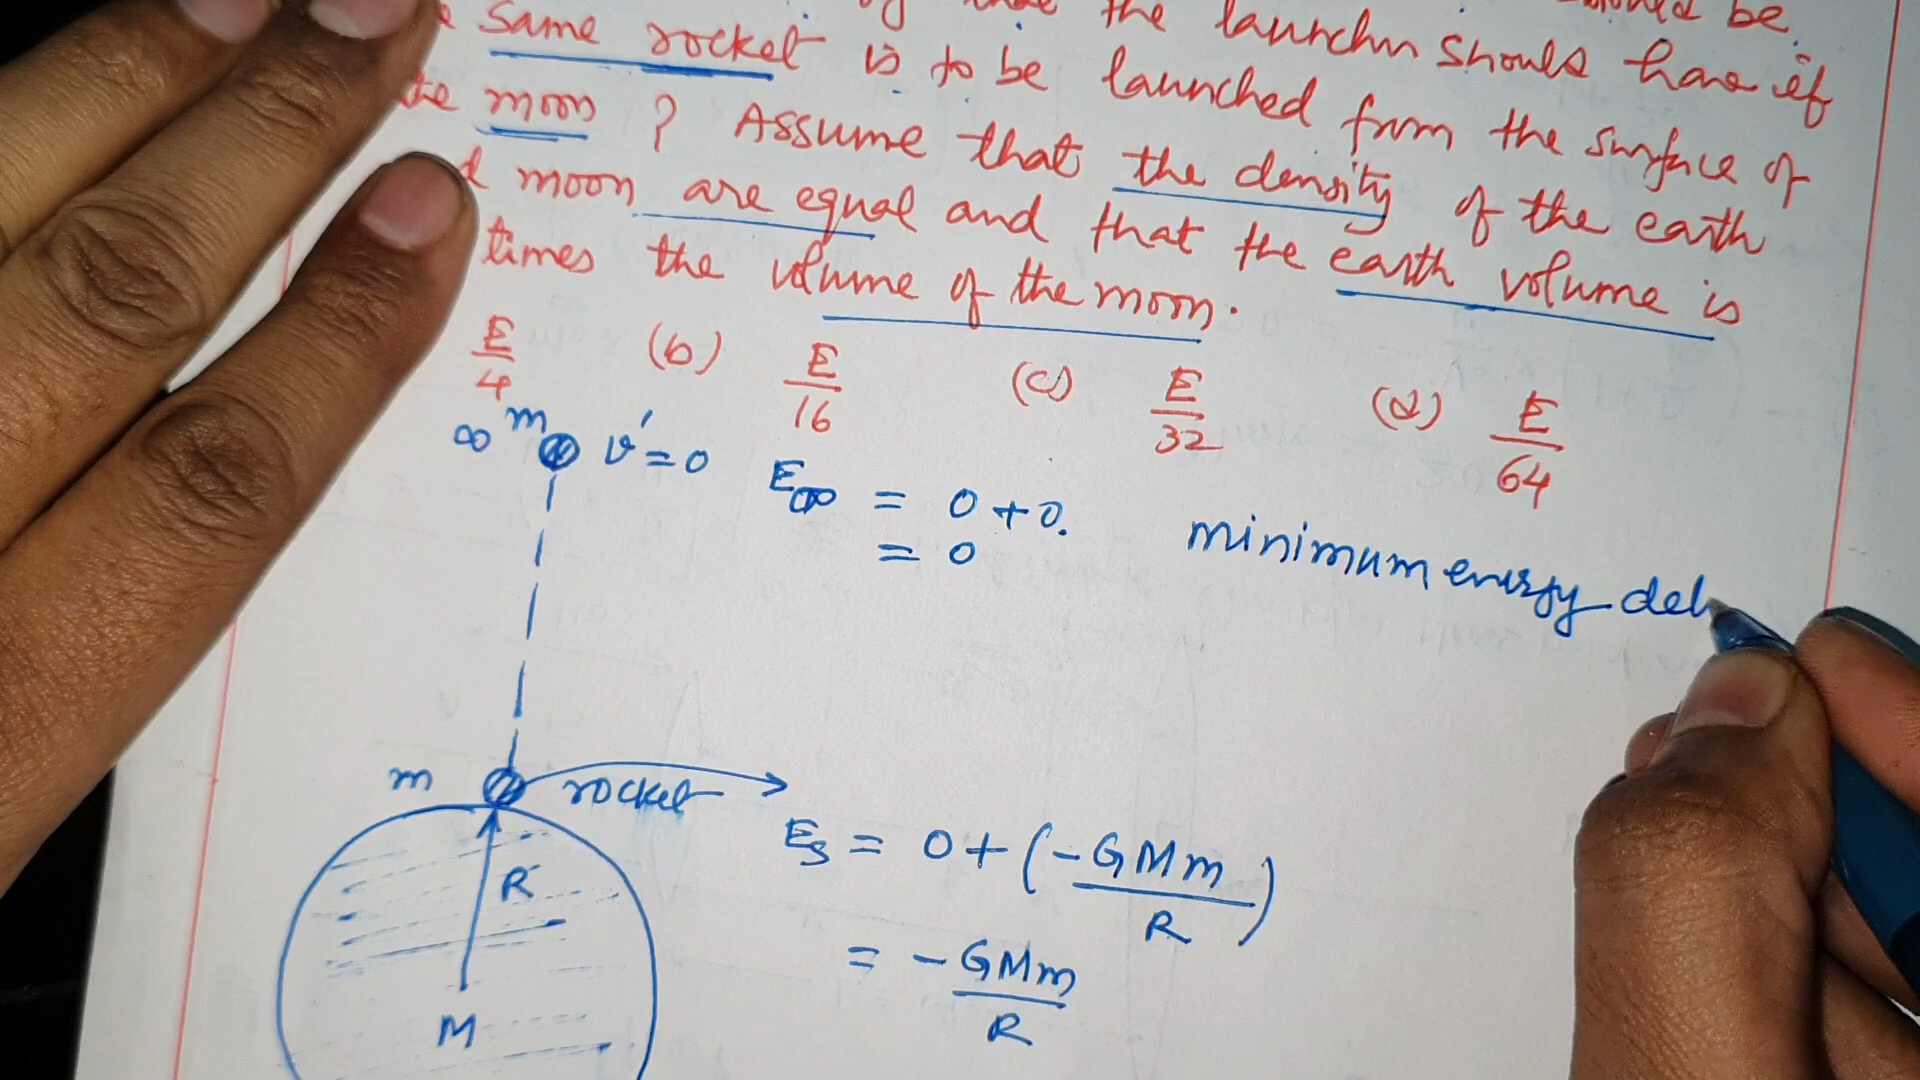 the launchn should have if
same rocket is to be launched from the surface of
the moon ? Assume that the density of the earth
d moon are equal and that the earth volume is
times the volume of the moon.
E/4 (b) E/16 (c) E/32 (d) E/64
∞ m v' = 0
E∞ = 0 + 0.
= 0
minimum energy del
m rocket
Es = 0 + (-GMm/R)
= -GMm/R
R
M